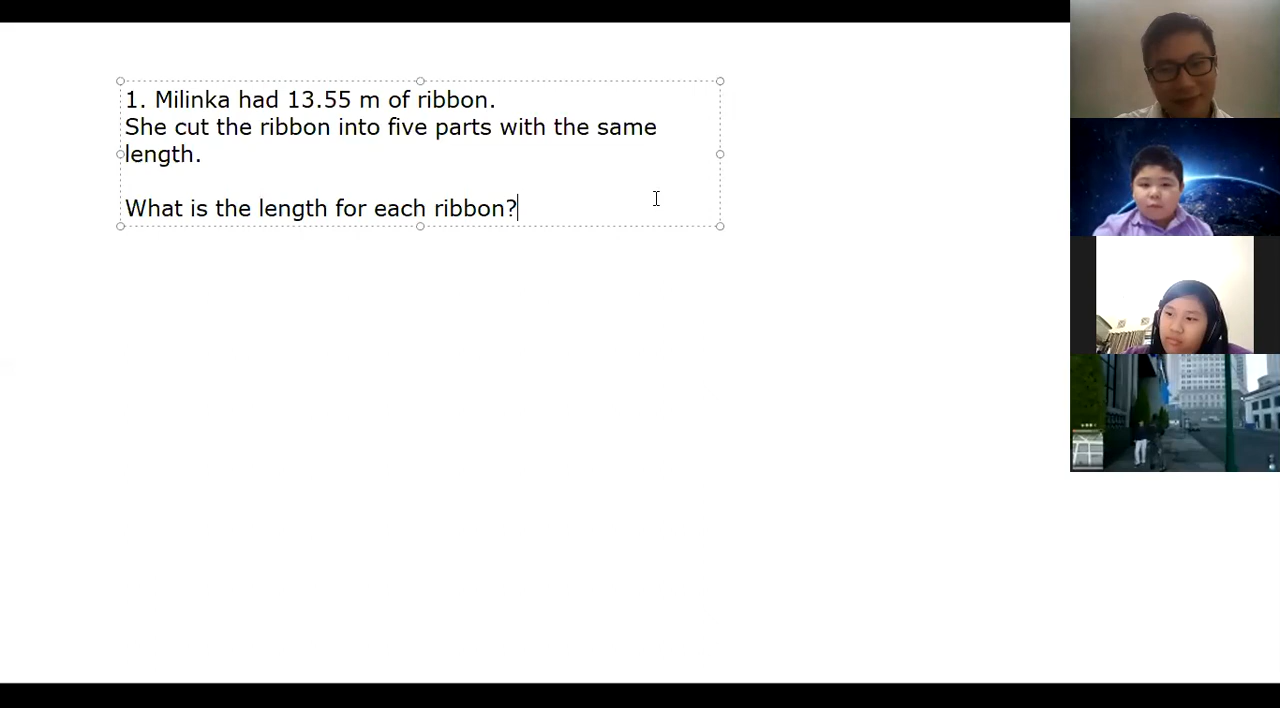 1. Milinka had 13.55 m of ribbon.
She cut the ribbon into five parts with the same
length.
What is the length for each ribbon?